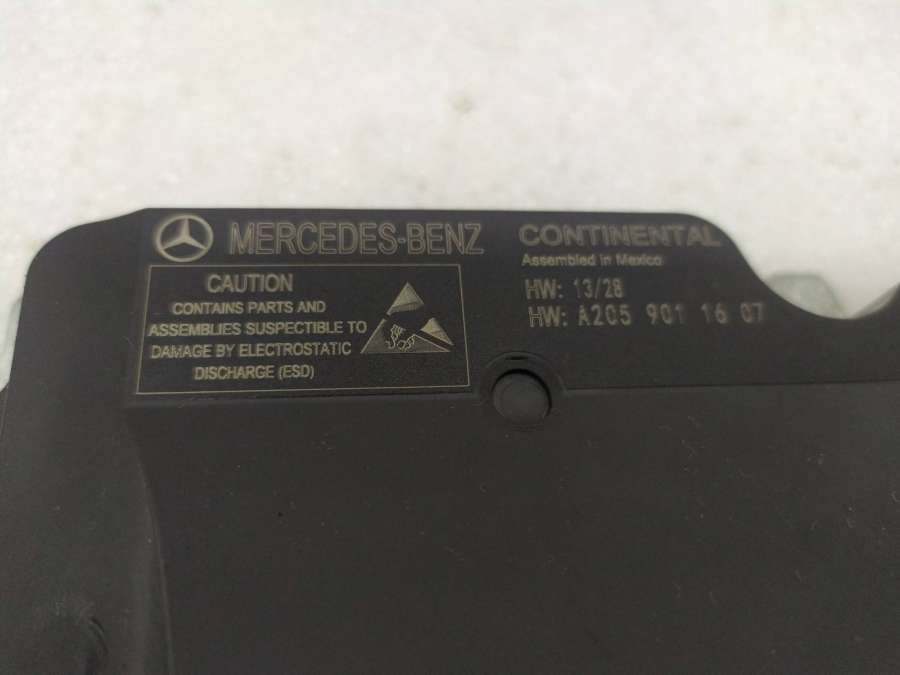 MERCEDES-BENZ
CAUTION
CONTAINS PARTS AND
ASSEMBLIES SUSPECTIBLE TO
DAMAGE BY ELECTROSTATIC
DISCHARGE (ESD)
CONTINENTAL
Assembled in Mexico
HW: 13/28
HW: A205 901 16 07